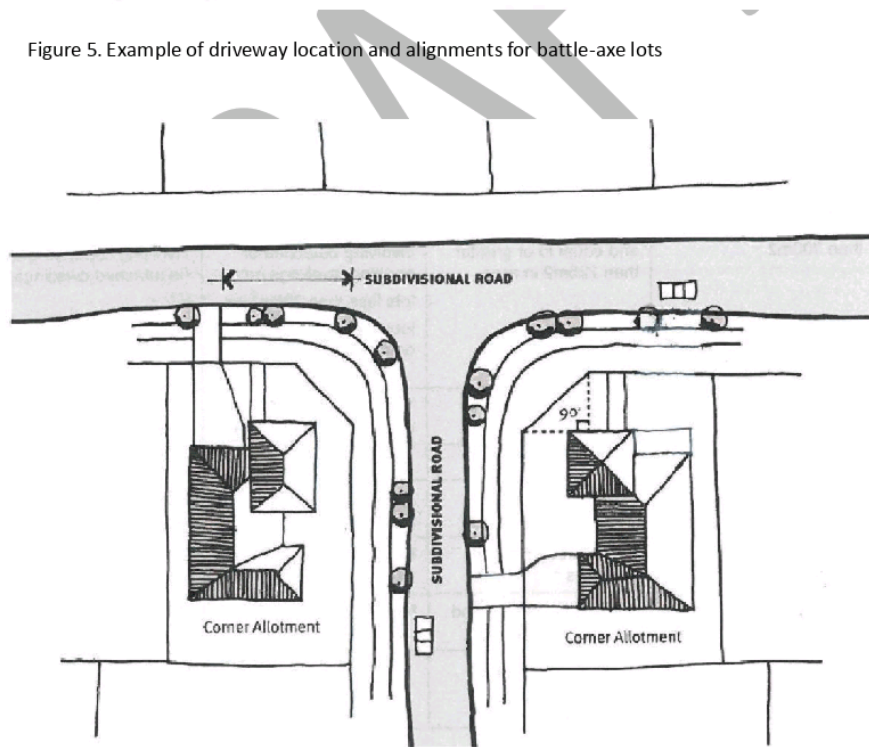 Figure 5. Example of driveway location and alignments for battle-axe lots
SUBDIVISIONAL ROAD
90°
SUBDIVISIONAL ROAD
Corner Allotment
Corner Allotment